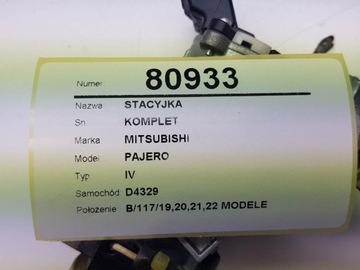 Numer 80933
Nazwa STACYJKA
Sn KOMPLET
Marka MITSUBISHI
Model PAJERO
Typ IV
Samochód: D4329
Położenie: B/117/19,20,21,22 MODELE